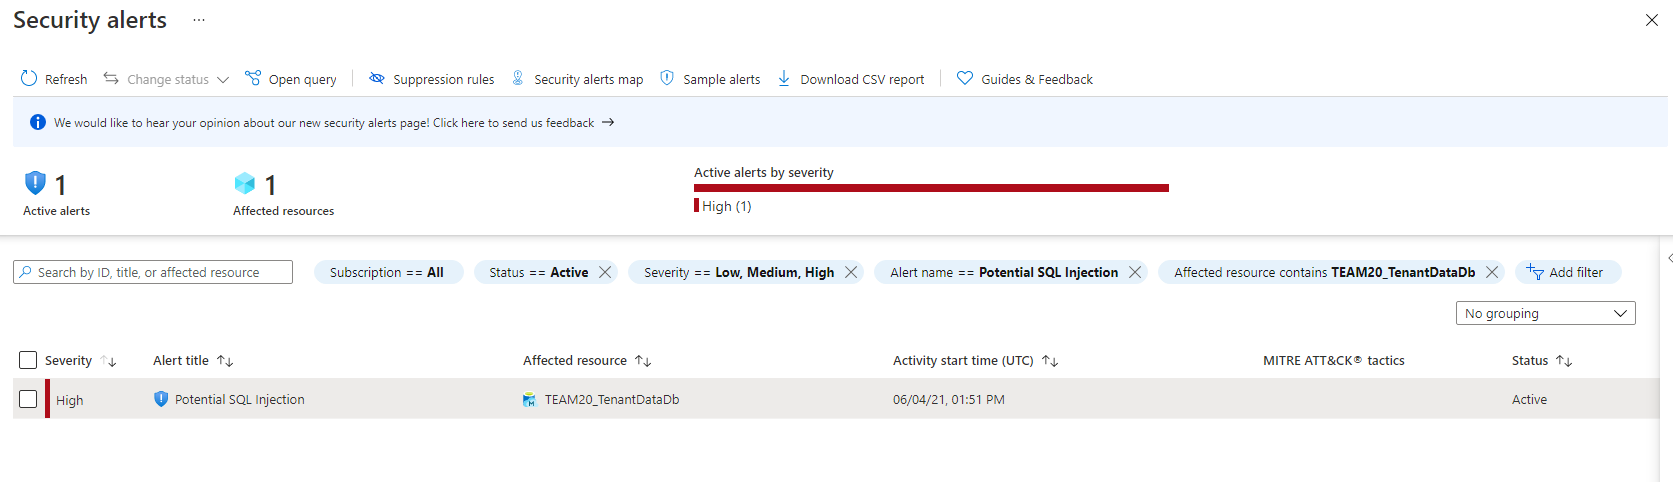 Security alerts ...
Refresh Change status Open query Suppression rules Security alerts map Sample alerts Download CSV report Guides & Feedback
We would like to hear your opinion about our new security alerts page! Click here to send us feedback →
1 1 Active alerts by severity
Active alerts Affected resources High (1)
Search by ID, title, or affected resource Subscription == All Status == Active Severity == Low, Medium, High Alert name == Potential SQL Injection Affected resource contains TEAM20_TenantDataDb Add filter
No grouping
Severity Alert title Affected resource Activity start time (UTC) MITRE ATT&CK® tactics Status
High Potential SQL Injection TEAM20_TenantDataDb 06/04/21, 01:51 PM Active